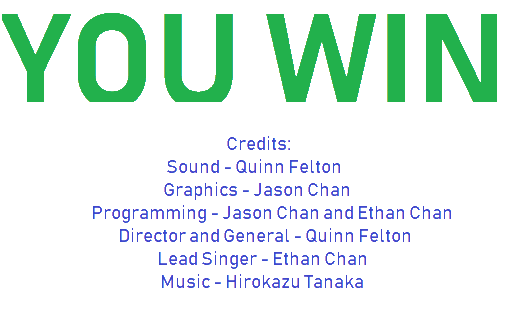 YOU WIN
Credits:
Sound - Quinn Felton
Graphics - Jason Chan
Programming - Jason Chan and Ethan Chan
Director and General - Quinn Felton
Lead Singer - Ethan Chan
Music - Hirokazu Tanaka